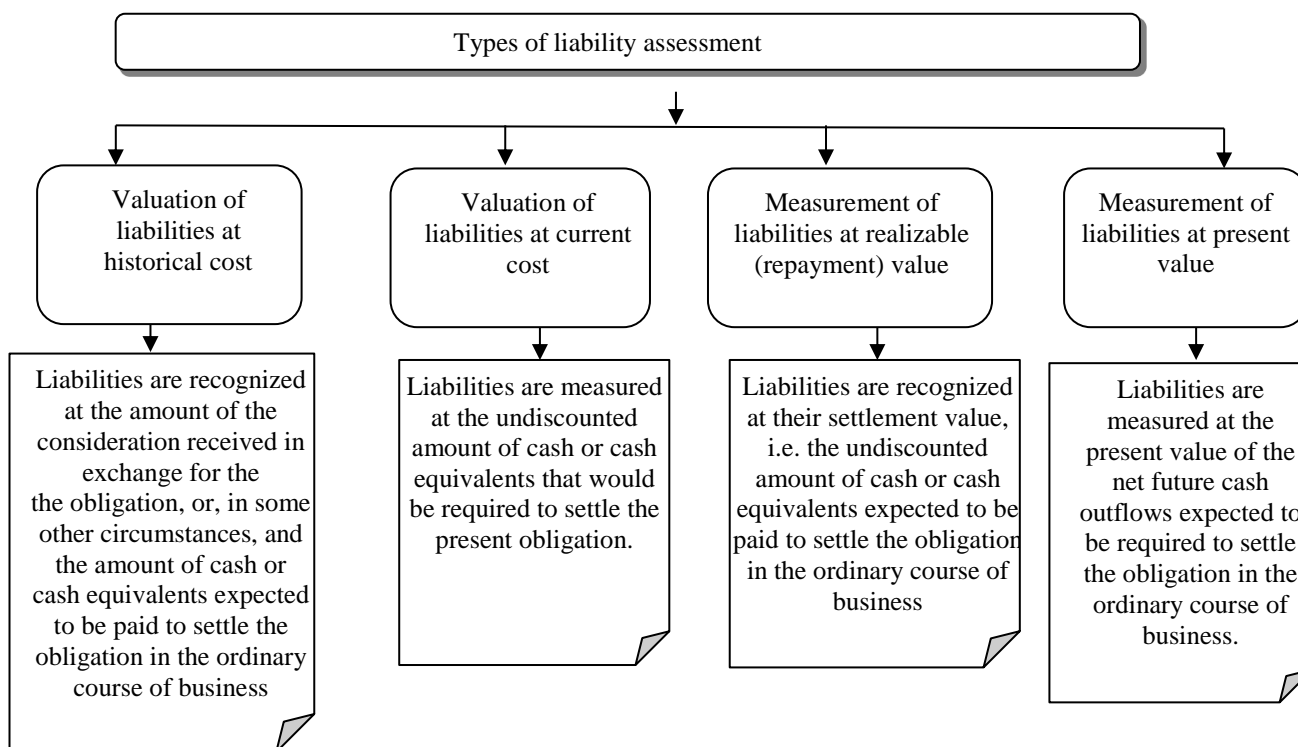 Types of liability assessment
Valuation of
liabilities at
historical cost
Valuation of
liabilities at current
cost
Measurement of
liabilities at realizable
(repayment) value
Measurement of
liabilities at present
value
Liabilities are recognized
at the amount of the
consideration received in
exchange for the
the obligation, or, in some
other circumstances, and
the amount of cash or
cash equivalents expected
to be paid to settle the
obligation in the ordinary
course of business
Liabilities are measured
at the undiscounted
amount of cash or cash
equivalents that would
be required to settle the
present obligation.
Liabilities are recognized
at their settlement value,
i.e. the undiscounted
amount of cash or cash
equivalents expected to be
paid to settle the obligation
in the ordinary course of
business
Liabilities are
measured at the
present value of the
net future cash
outflows expected to
be required to settle
the obligation in the
ordinary course of
business.